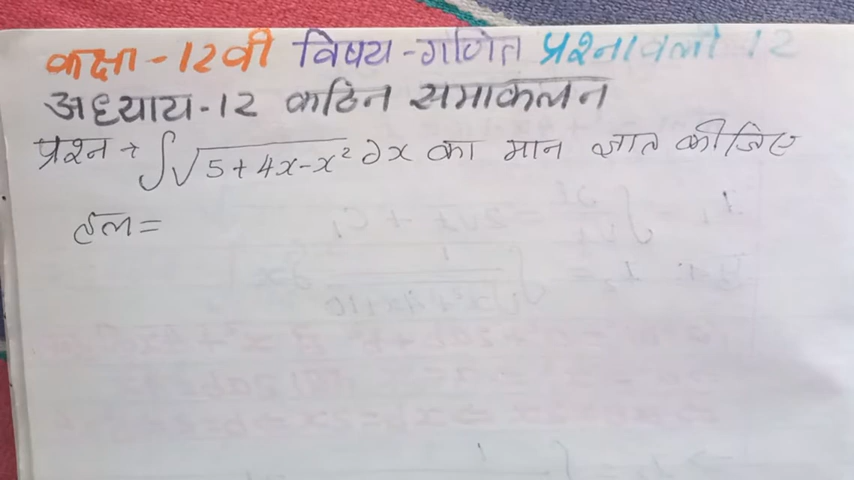 कक्षा-12वी विषय-गणित प्रश्नावली 12
अध्याय-12 कठिन समाकलन
प्रश्न → ∫√5+4x-x² ∂x का मान ज्ञात कीजिए
हल=